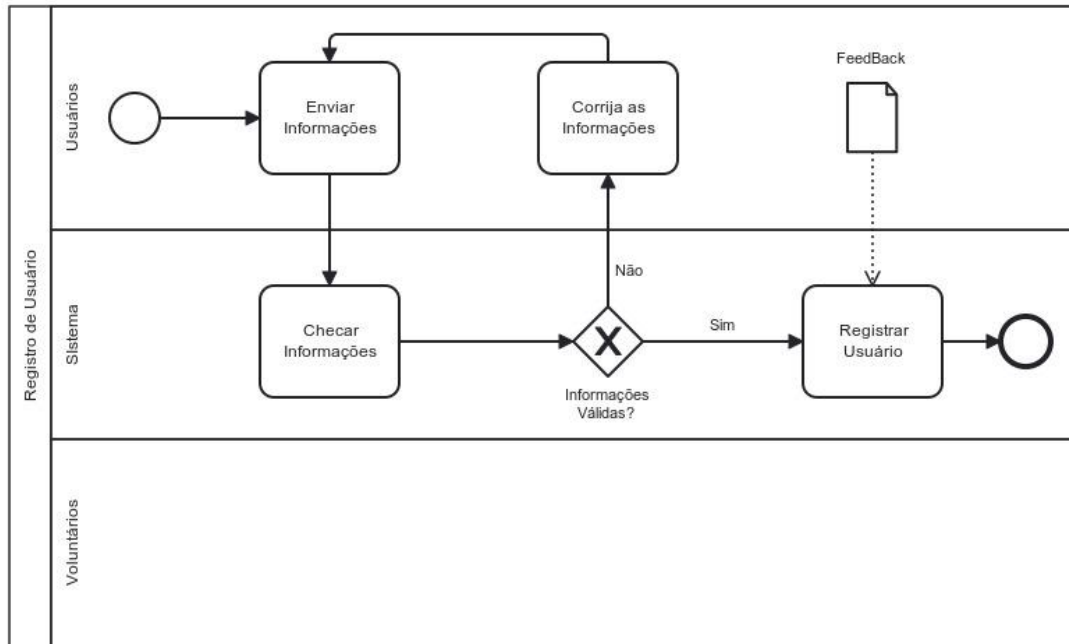 Registro de Usuário
Usuários
Enviar
Informações
Corrija as
Informações
FeedBack
SIstema
Checar
Informações
Não
Informações
Válidas?
Sim
Registrar
Usuário
Voluntários